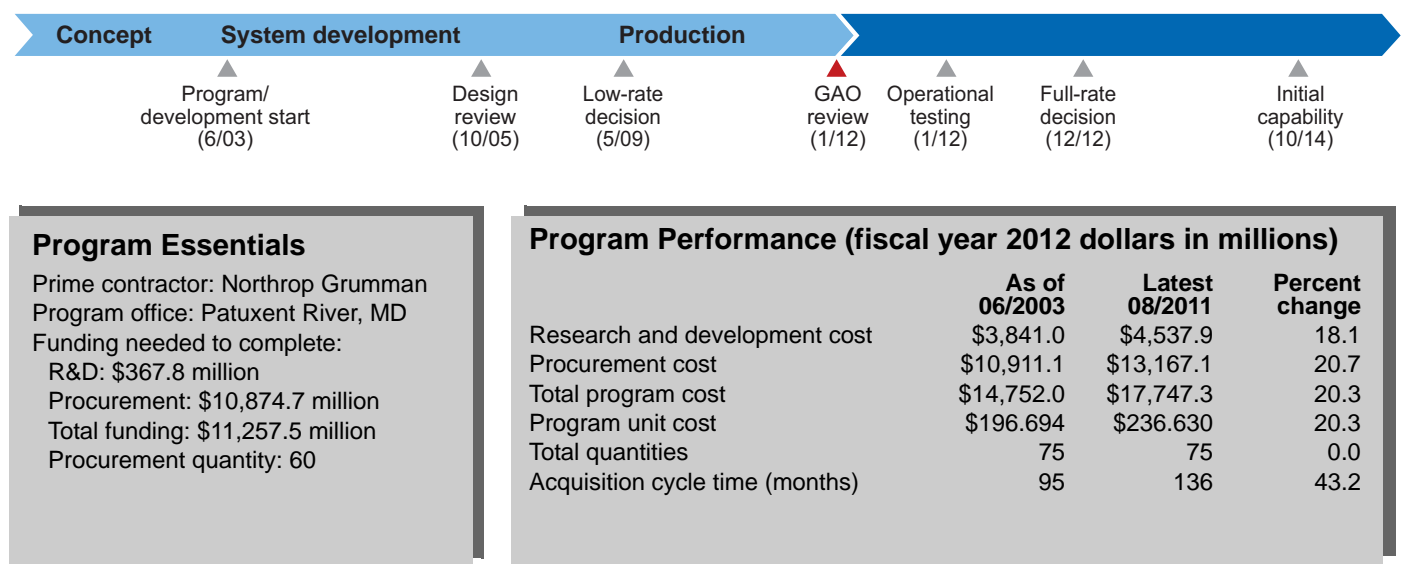 Concept System development Production
Program/
development start
(6/03)
Design
review
(10/05)
Low-rate
decision
(5/09)
GAO
review
(1/12)
Operational
testing
(1/12)
Full-rate
decision
(12/12)
Initial
capability
(10/14)
Program Essentials
Prime contractor: Northrop Grumman
Program office: Patuxent River, MD
Funding needed to complete:
R&D: $367.8 million
Procurement: $10,874.7 million
Total funding: $11,257.5 million
Procurement quantity: 60
Program Performance (fiscal year 2012 dollars in millions)
As of
06/2003
Latest
08/2011
Percent
change
Research and development cost $3,841.0 $4,537.9 18.1
Procurement cost $10,911.1 $13,167.1 20.7
Total program cost $14,752.0 $17,747.3 20.3
Program unit cost $196.694 $236.630 20.3
Total quantities 75 75 0.0
Acquisition cycle time (months) 95 136 43.2